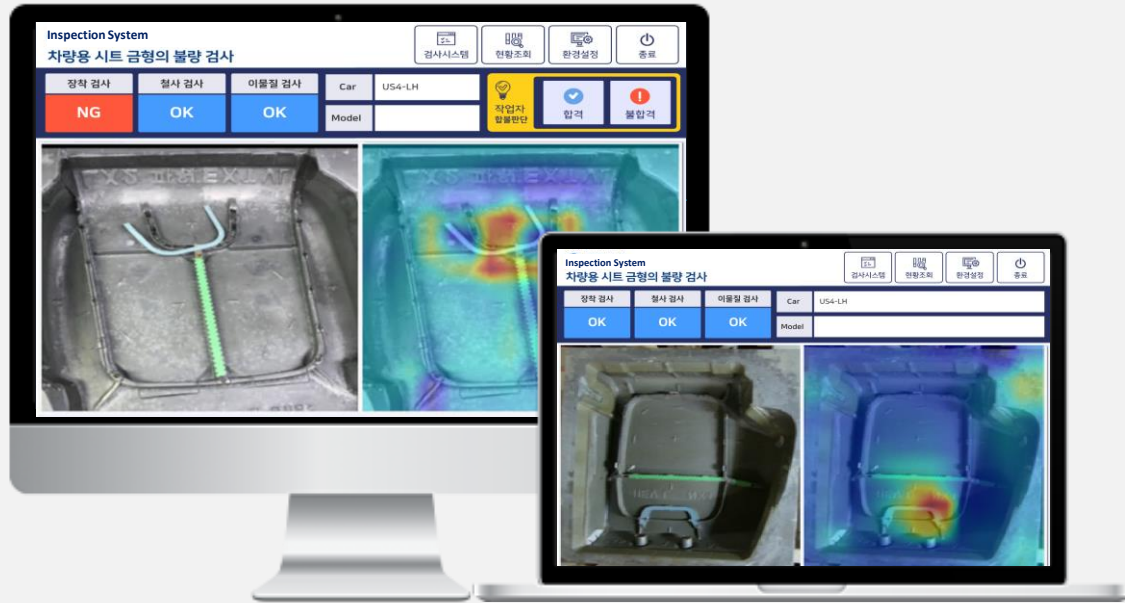 Inspection System
차량용 시트 금형의 불량 검사
검사시스템
현황조회
환경설정
종료
장착 검사
철사 검사
이물질 검사
NG
OK
OK
Car
US4-LH
Model
작업자
합불판단
합격
불합격
Inspection System
차량용 시트 금형의 불량 검사
검사시스템
현황조회
환경설정
종료
장착 검사
철사 검사
이물질 검사
OK
OK
OK
Car
US4-LH
Model